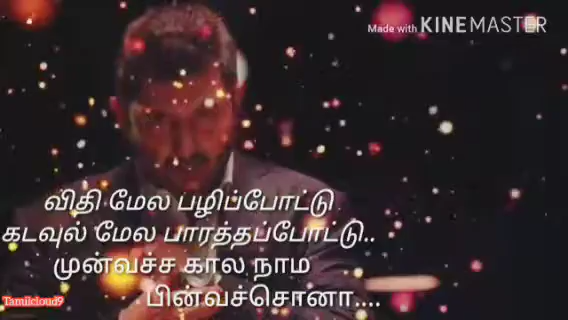 Made with KINEMASTER
விதி மேல பழிப்போட்டு
கடவுல் மேல பாரத்தப்போட்டு..
முன்வச்ச கால நாம
பின்வச்சொனா....
Tamilcloud9